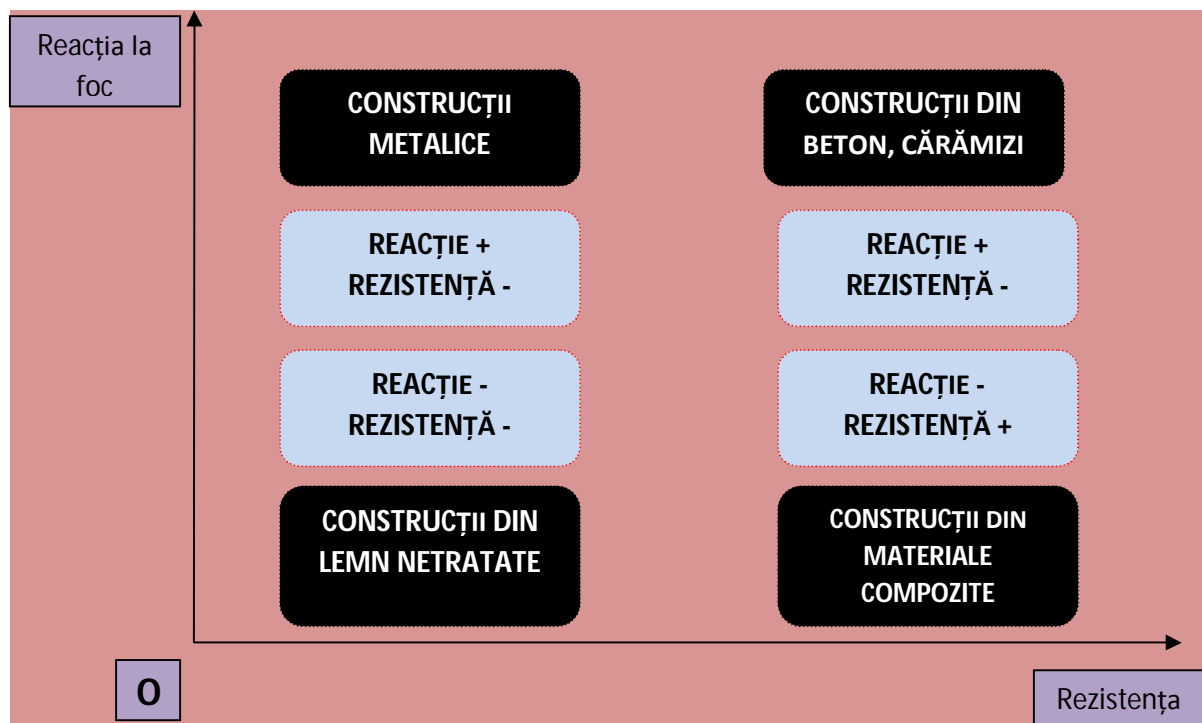 Reacția la
foc
CONSTRUCȚII
METALICE
CONSTRUCȚII DIN
BETON, CĂRĂMIZI
REACȚIE +
REZISTENȚĂ -
REACȚIE +
REZISTENȚĂ -
REACȚIE -
REZISTENȚĂ -
REACȚIE -
REZISTENȚĂ +
CONSTRUCȚII DIN
LEMN NETRATATE
CONSTRUCȚII DIN
MATERIALE
COMPOZITE
O
Rezistența